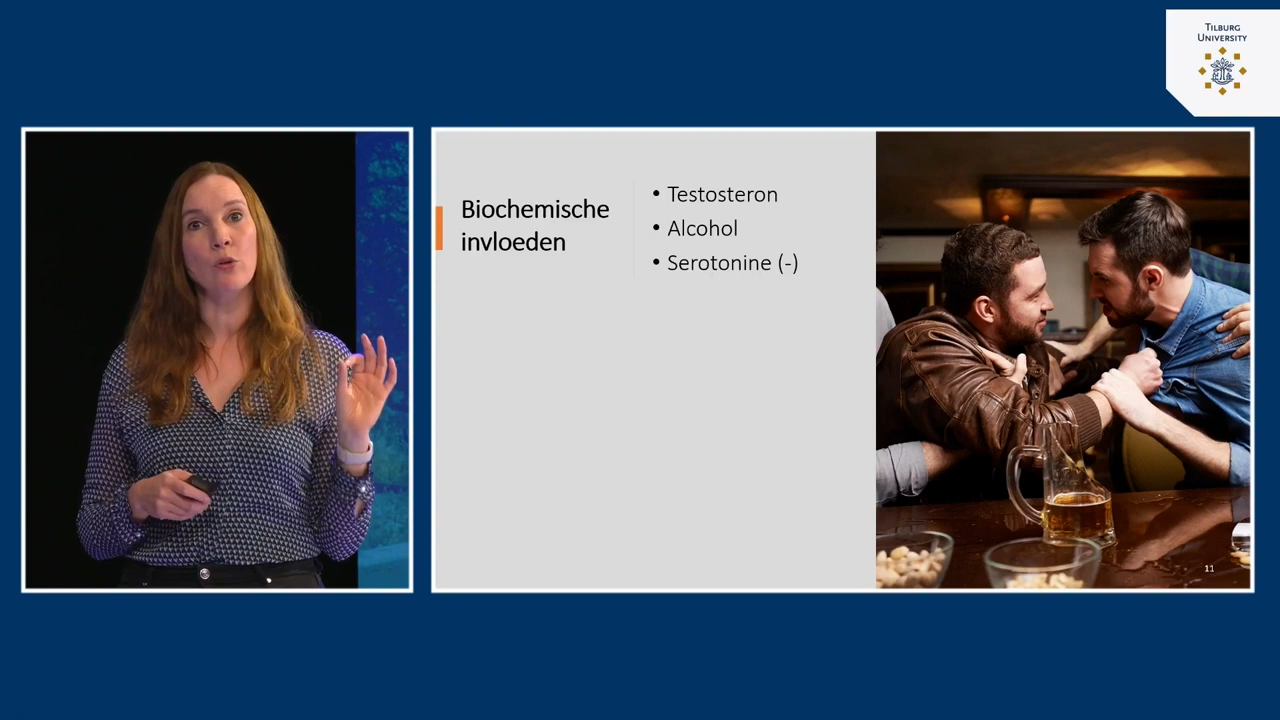 TILBURG
UNIVERSITY
Biochemische
invloeden
• Testosteron
• Alcohol
• Serotonine (-)
11